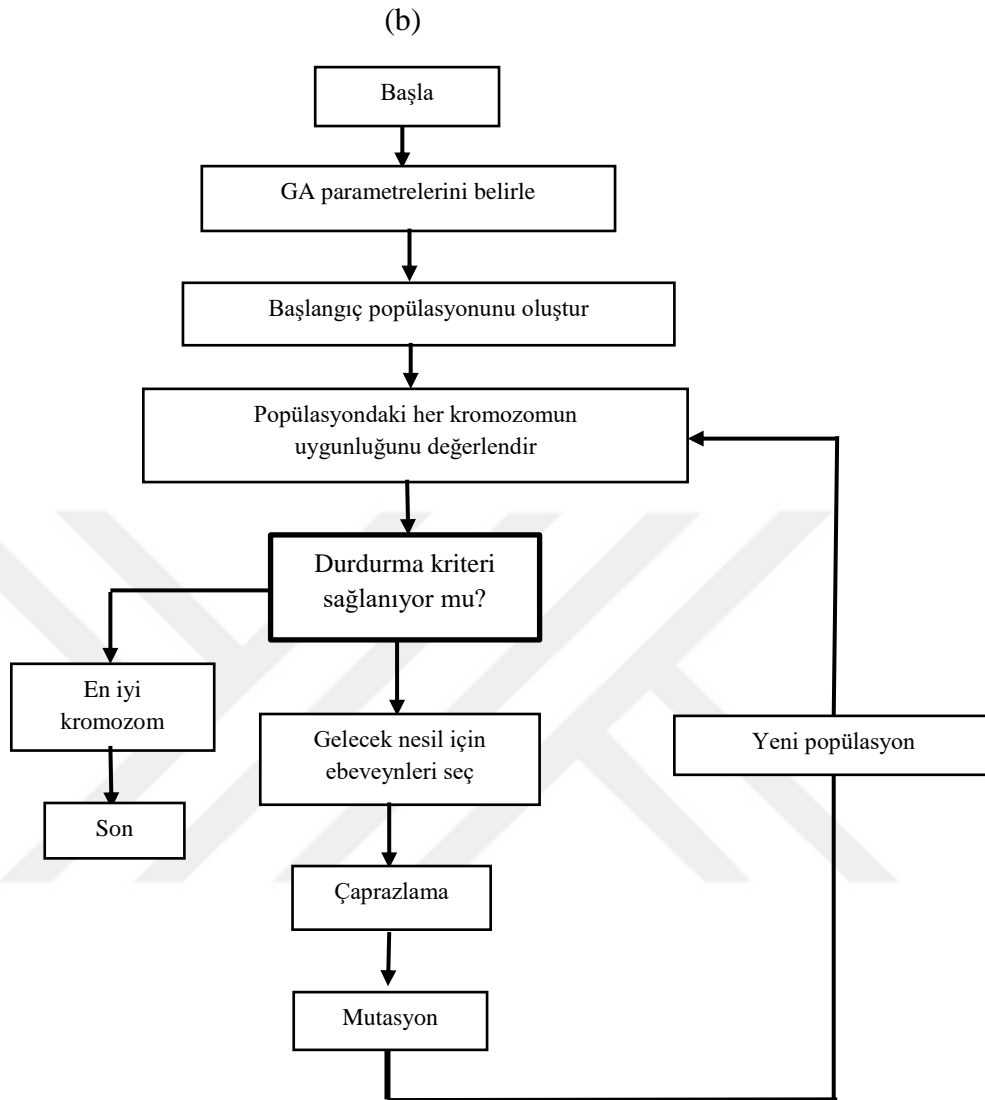 (b)
Başla
GA parametrelerini belirle
Başlangıç popülasyonunu oluştur
Popülasyondaki her kromozomun
uygunluğunu değerlendir
Durdurma kriteri
sağlanıyor mu?
En iyi
kromozom
Son
Gelecek nesil için
ebeveynleri seç
Yeni popülasyon
Çaprazlama
Mutasyon